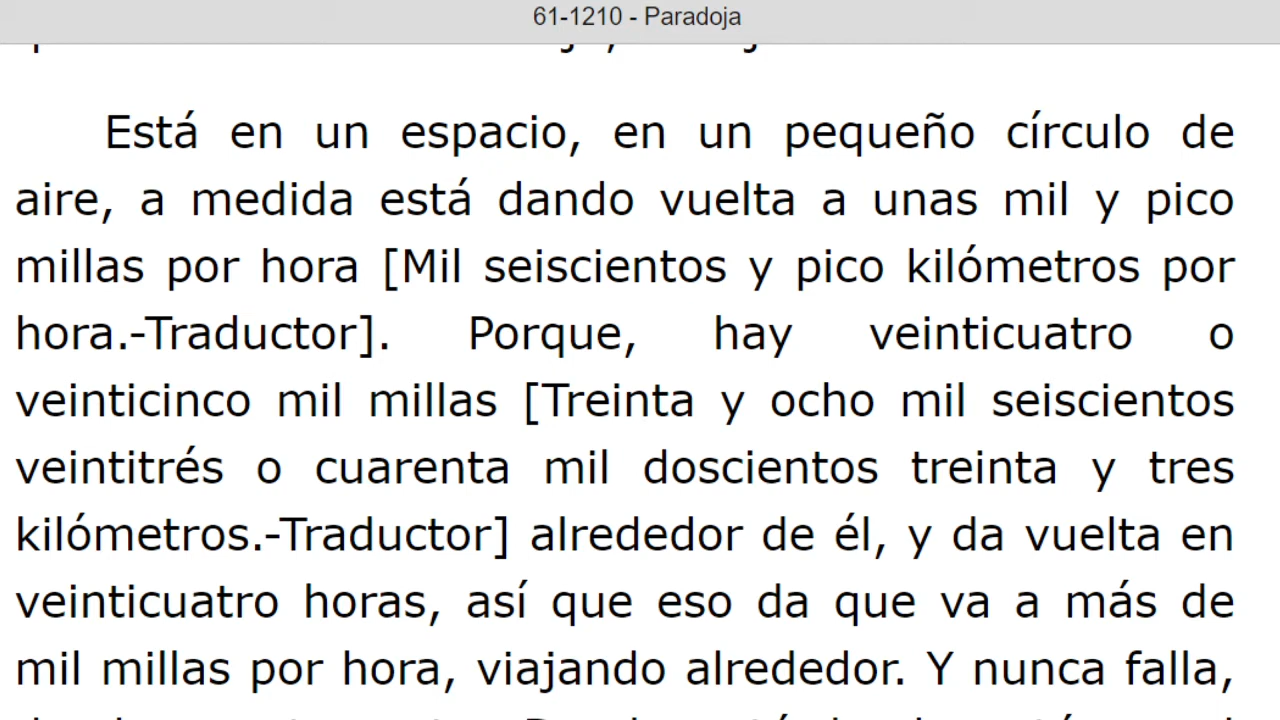 61-1210 - Paradoja
Está en un espacio, en un pequeño círculo de
aire, a medida está dando vuelta a unas mil y pico
millas por hora [Mil seiscientos y pico kilómetros por
hora.-Traductor]. Porque, hay veinticuatro o
veinticinco mil millas [Treinta y ocho mil seiscientos
veintitrés o cuarenta mil doscientos treinta y tres
kilómetros.-Traductor] alrededor de él, y da vuelta en
veinticuatro horas, así que eso da que va a más de
mil millas por hora, viajando alrededor. Y nunca falla,